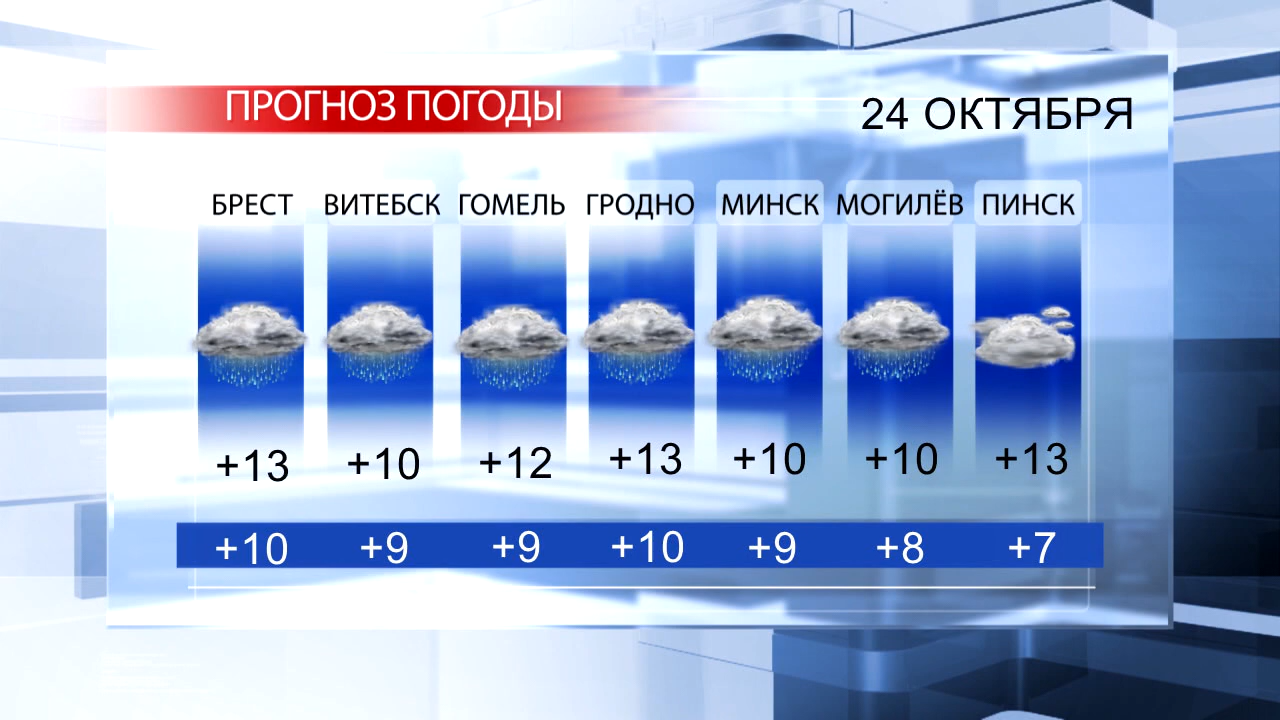 ПРОГНОЗ ПОГОДЫ
24 ОКТЯБРЯ
БРЕСТ ВИТЕБСК ГОМЕЛЬ ГРОДНО МИНСК МОГИЛЁВ ПИНСК
+13 +10 +12 +13 +10 +10 +13
+10 +9 +9 +10 +9 +8 +7